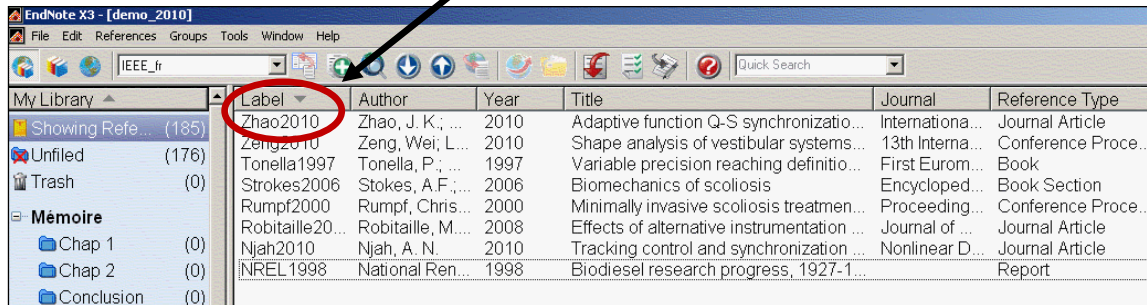 EndNote X3 - [demo_2010]
File Edit References Groups Tools Window Help
IEEE_fr Quick Search
My Library Label Author Year Title Journal Reference Type
Showing Refe... (185) Zhao2010 Zhao, J. K.; ... 2010 Adaptive function Q-S synchronizatio... Internationa... Journal Article
Zeng2010 Zeng, Wei; L... 2010 Shape analysis of vestibular systems... 13th Interna... Conference Proce...
Unfiled (176) Tonella1997 Tonella, P.; ... 1997 Variable precision reaching definitio... First Eurom... Book
Trash (0) Strokes2006 Stokes, A.F.;... 2006 Biomechanics of scoliosis Encycloped... Book Section
Rumpf2000 Rumpf, Chris... 2000 Minimally invasive scoliosis treatmen... Proceeding... Conference Proce...
Mémoire Robitaille20... Robitaille, M.... 2008 Effects of alternative instrumentation ... Journal of ... Journal Article
Chap 1 (0) Njah2010 Njah, A. N. 2010 Tracking control and synchronization ... Nonlinear D... Journal Article
Chap 2 (0) NREL1998 National Ren... 1998 Biodiesel research progress, 1927-1... Report
Conclusion (0)